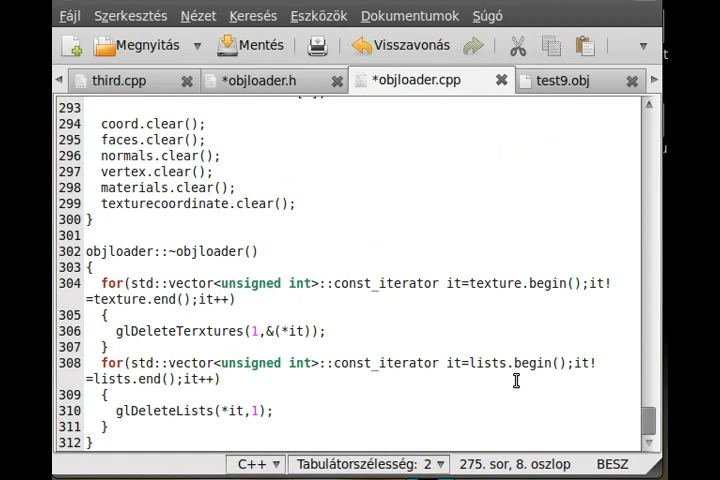 Fájl Szerkesztés Nézet Keresés Eszközök Dokumentumok Súgó
Megnyitás Mentés Visszavonás
third.cpp *objloader.h *objloader.cpp test9.obj
293
294 coord.clear();
295 faces.clear();
296 normals.clear();
297 vertex.clear();
298 materials.clear();
299 texturecoordinate.clear();
300 }
301
302 objloader::~objloader()
303 {
304 for(std::vector<unsigned int>::const_iterator it=texture.begin();it!
=texture.end();it++)
305 {
306 glDeleteTerxtures(1,&(*it));
307 }
308 for(std::vector<unsigned int>::const_iterator it=lists.begin();it!
=lists.end();it++)
309 {
310 glDeleteLists(*it,1);
311 }
312 }
C++ Tabulátorszélesség: 2 275. sor, 8. oszlop BESZ